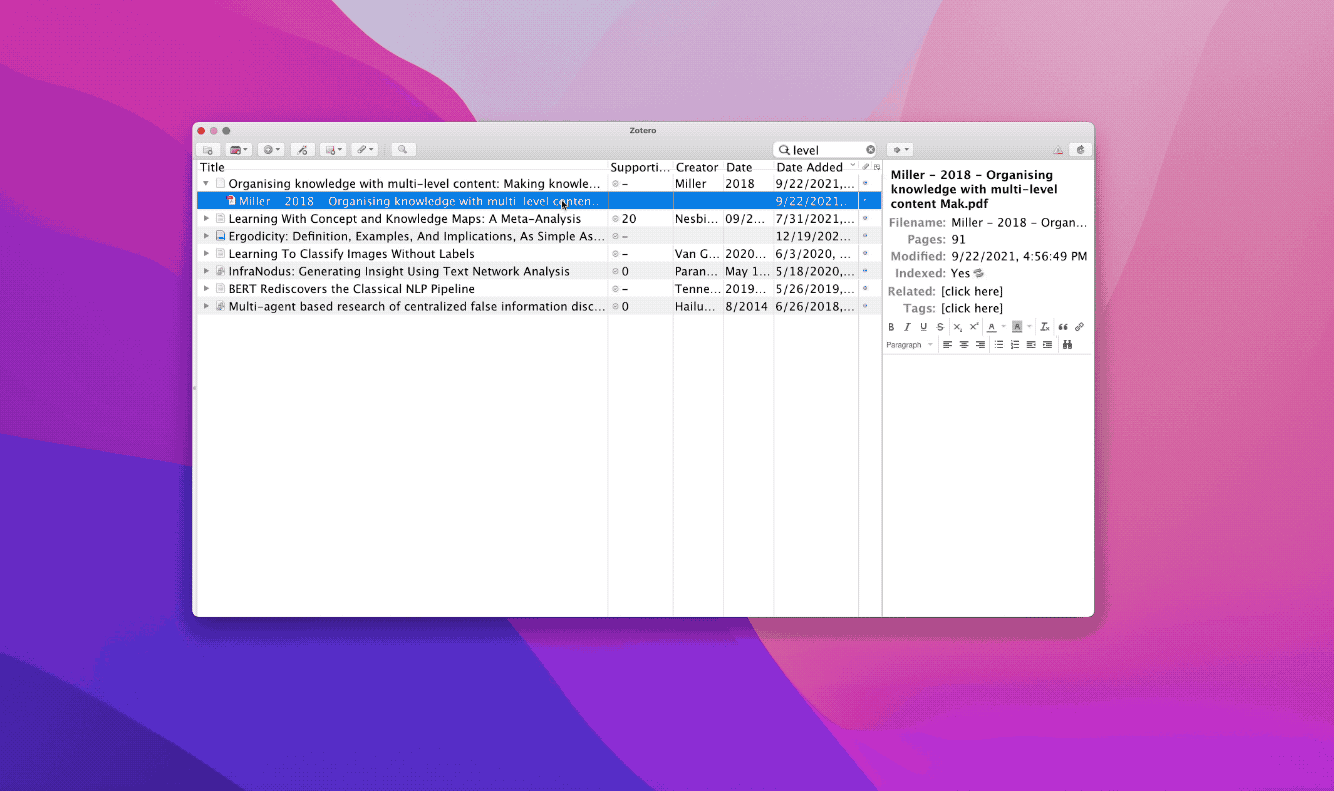 Zotero
level
Title Supporti... Creator Date Date Added
Organising knowledge with multi-level content: Making knowle... – Miller 2018 9/22/2021,...
Miller – 2018 – Organising knowledge with multi-level conten... 9/22/2021...
Learning With Concept and Knowledge Maps: A Meta-Analysis 20 Nesbi... 09/2... 7/31/2021,...
Ergodicity: Definition, Examples, And Implications, As Simple As... – 12/19/202...
Learning To Classify Images Without Labels – Van G... 2020... 6/3/2020, ...
InfraNodus: Generating Insight Using Text Network Analysis 0 Paran... May 1... 5/18/2020,...
BERT Rediscovers the Classical NLP Pipeline – Tenne... 2019... 5/26/2019,...
Multi-agent based research of centralized false information disc... 0 Hailu... 8/2014 6/26/2018,...
Miller – 2018 – Organising
knowledge with multi-level
content Mak.pdf
Filename: Miller – 2018 – Organ...
Pages: 91
Modified: 9/22/2021, 4:56:49 PM
Indexed: Yes
Related: [click here]
Tags: [click here]
B I U S X₂ X² A A Tx
Paragraph